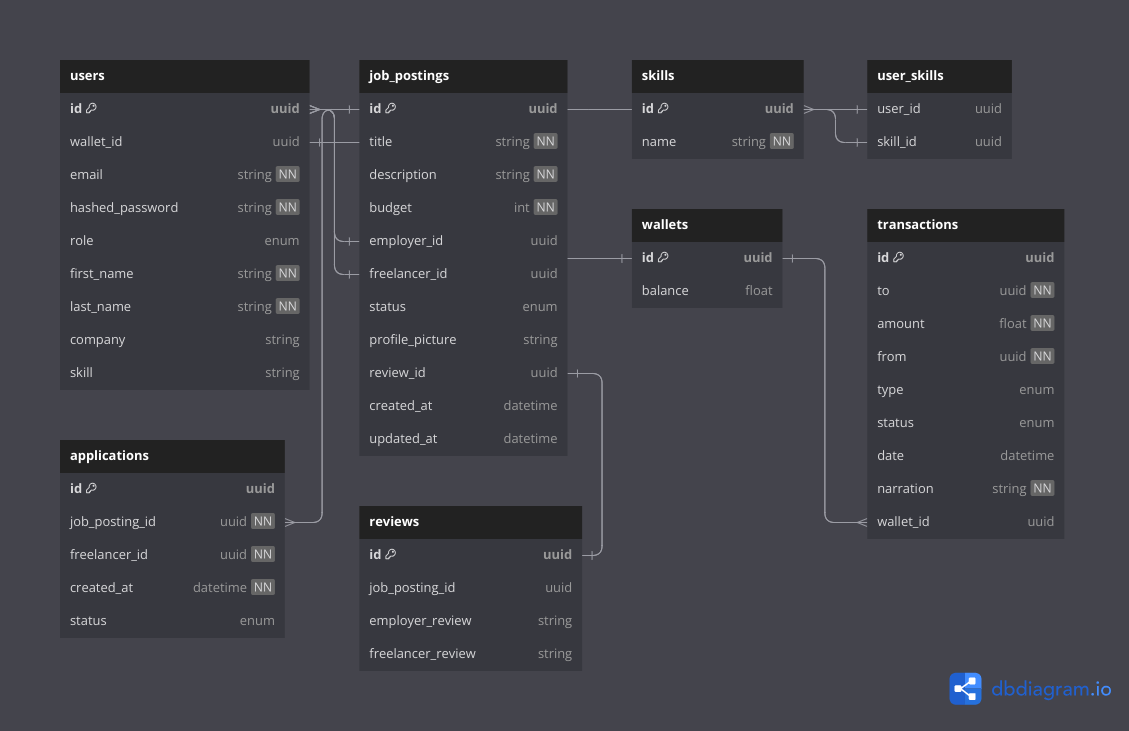 users
id uuid
wallet_id uuid
email string NN
hashed_password string NN
role enum
first_name string NN
last_name string NN
company string
skill string
job_postings
id uuid
title string NN
description string NN
budget int NN
employer_id uuid
freelancer_id uuid
status enum
profile_picture string
review_id uuid
created_at datetime
updated_at datetime
skills
id uuid
name string NN
user_skills
user_id uuid
skill_id uuid
wallets
id uuid
balance float
transactions
id uuid
to uuid NN
amount float NN
from uuid NN
type enum
status enum
date datetime
narration string NN
wallet_id uuid
applications
id uuid
job_posting_id uuid NN
freelancer_id uuid NN
created_at datetime NN
status enum
reviews
id uuid
job_posting_id uuid
employer_review string
freelancer_review string
dbdiagram.io